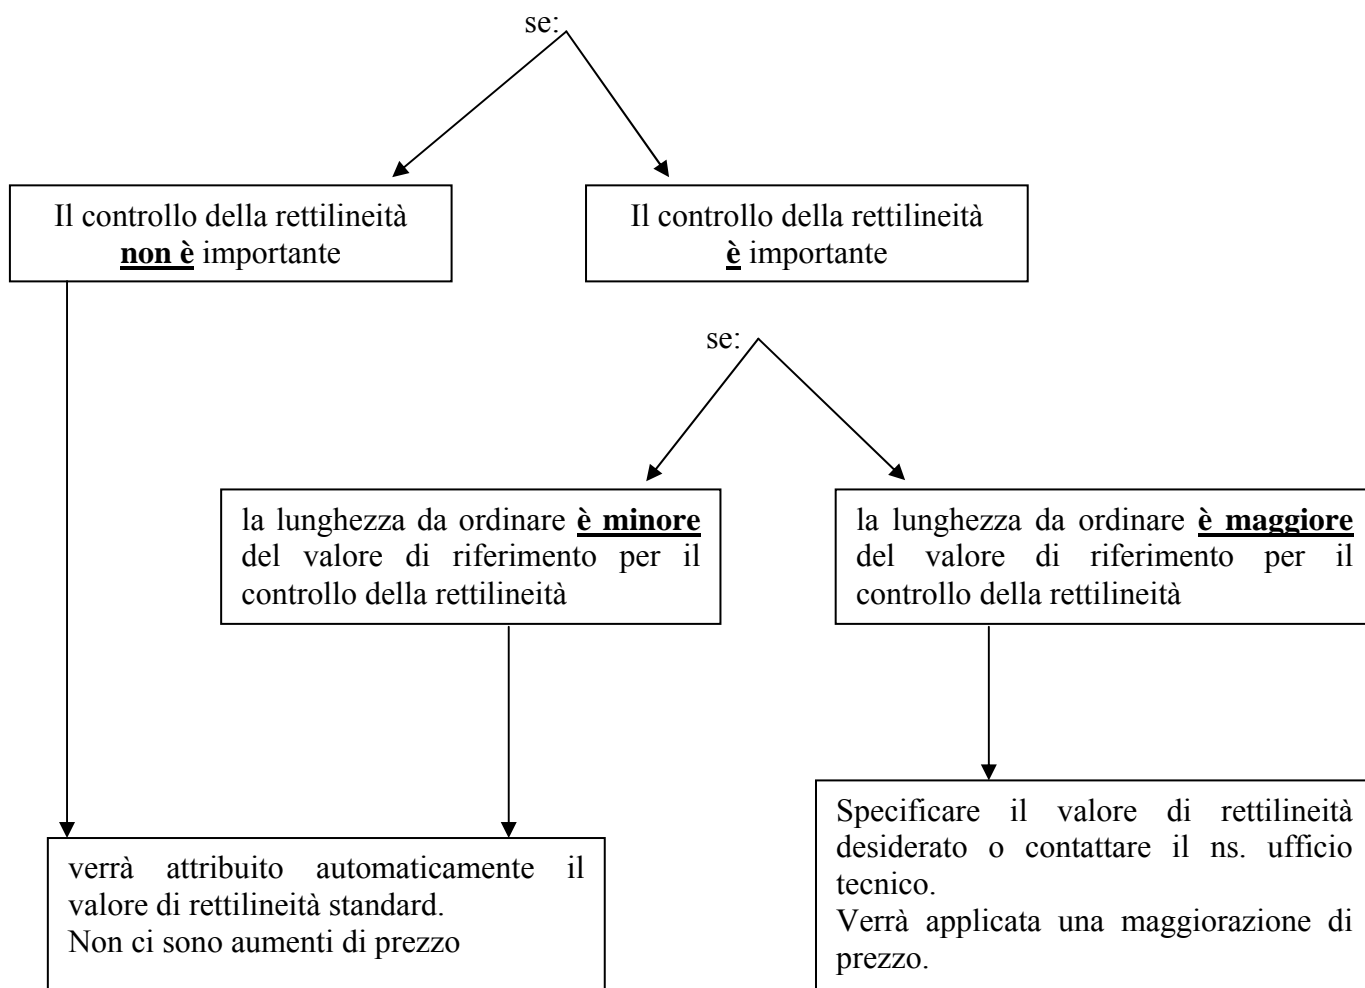 se:
Il controllo della rettilineità
non è importante
Il controllo della rettilineità
è importante
se:
la lunghezza da ordinare è minore
del valore di riferimento per il
controllo della rettilineità
la lunghezza da ordinare è maggiore
del valore di riferimento per il
controllo della rettilineità
verrà attribuito automaticamente il
valore di rettilineità standard.
Non ci sono aumenti di prezzo
Specificare il valore di rettilineità
desiderato o contattare il ns. ufficio
tecnico.
Verrà applicata una maggiorazione di
prezzo.